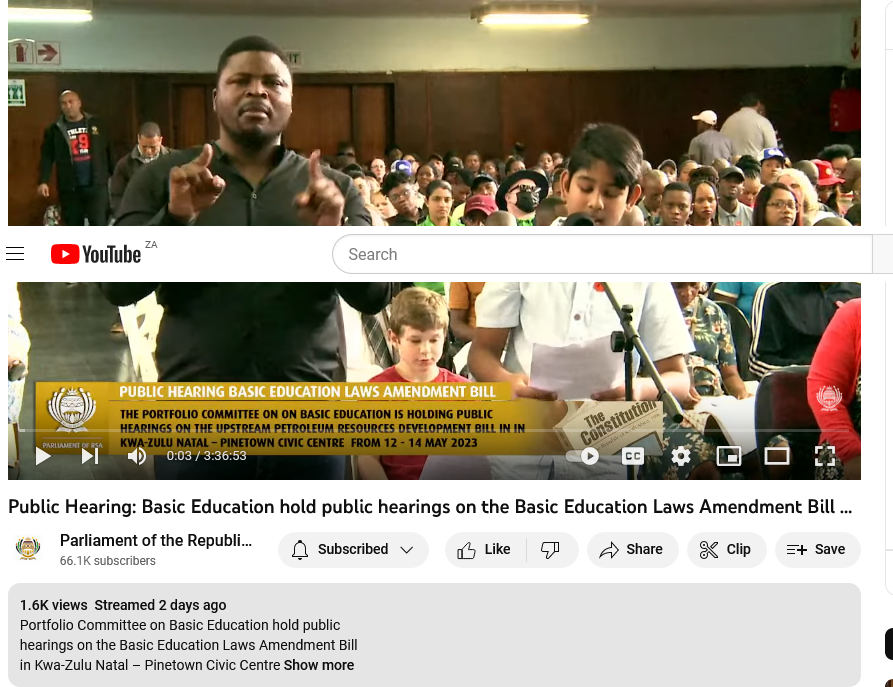 YouTube ZA
Search
PUBLIC HEARING BASIC EDUCATION LAWS AMENDMENT BILL
THE PORTFOLIO COMMITTEE ON ON BASIC EDUCATION IS HOLDING PUBLIC
HEARINGS ON THE UPSTREAM PETROLEUM RESOURCES DEVELOPMENT BILL IN IN
KWA-ZULU NATAL – PINETOWN CIVIC CENTRE FROM 12 - 14 MAY 2023
PARLIAMENT OF RSA
The
Constitution
0:03 / 3:36:53
CC
Public Hearing: Basic Education hold public hearings on the Basic Education Laws Amendment Bill ...
Parliament of the Republi...
66.1K subscribers
Subscribed
Like
Share
Clip
Save
1.6K views Streamed 2 days ago
Portfolio Committee on Basic Education hold public
hearings on the Basic Education Laws Amendment Bill
in Kwa-Zulu Natal – Pinetown Civic Centre Show more